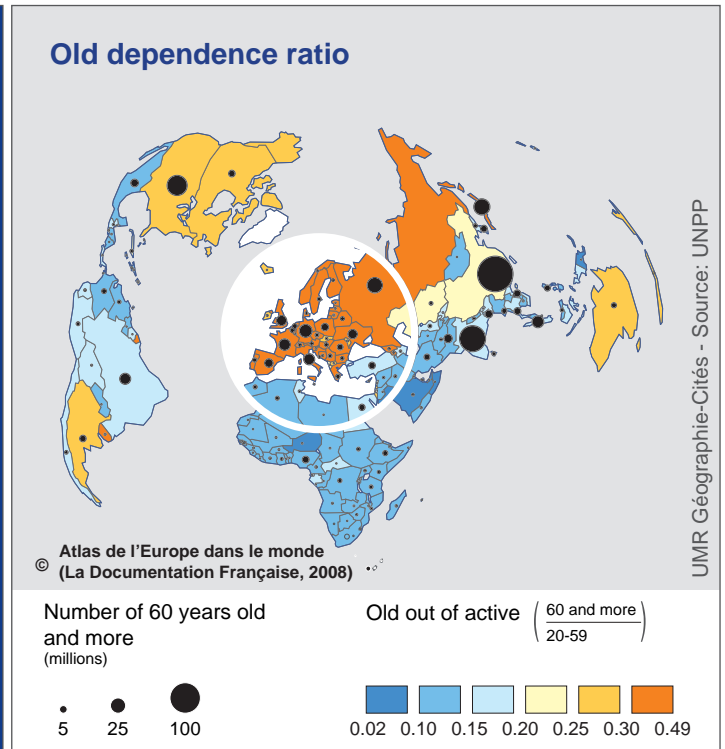 Old dependence ratio
UMR Géographie-Cités - Source: UNPP
© Atlas de l'Europe dans le monde
(La Documentation Française, 2008)
Number of 60 years old
and more
(millions)
5 25 100
Old out of active ( 60 and more
20-59 )
0.02 0.10 0.15 0.20 0.25 0.30 0.49